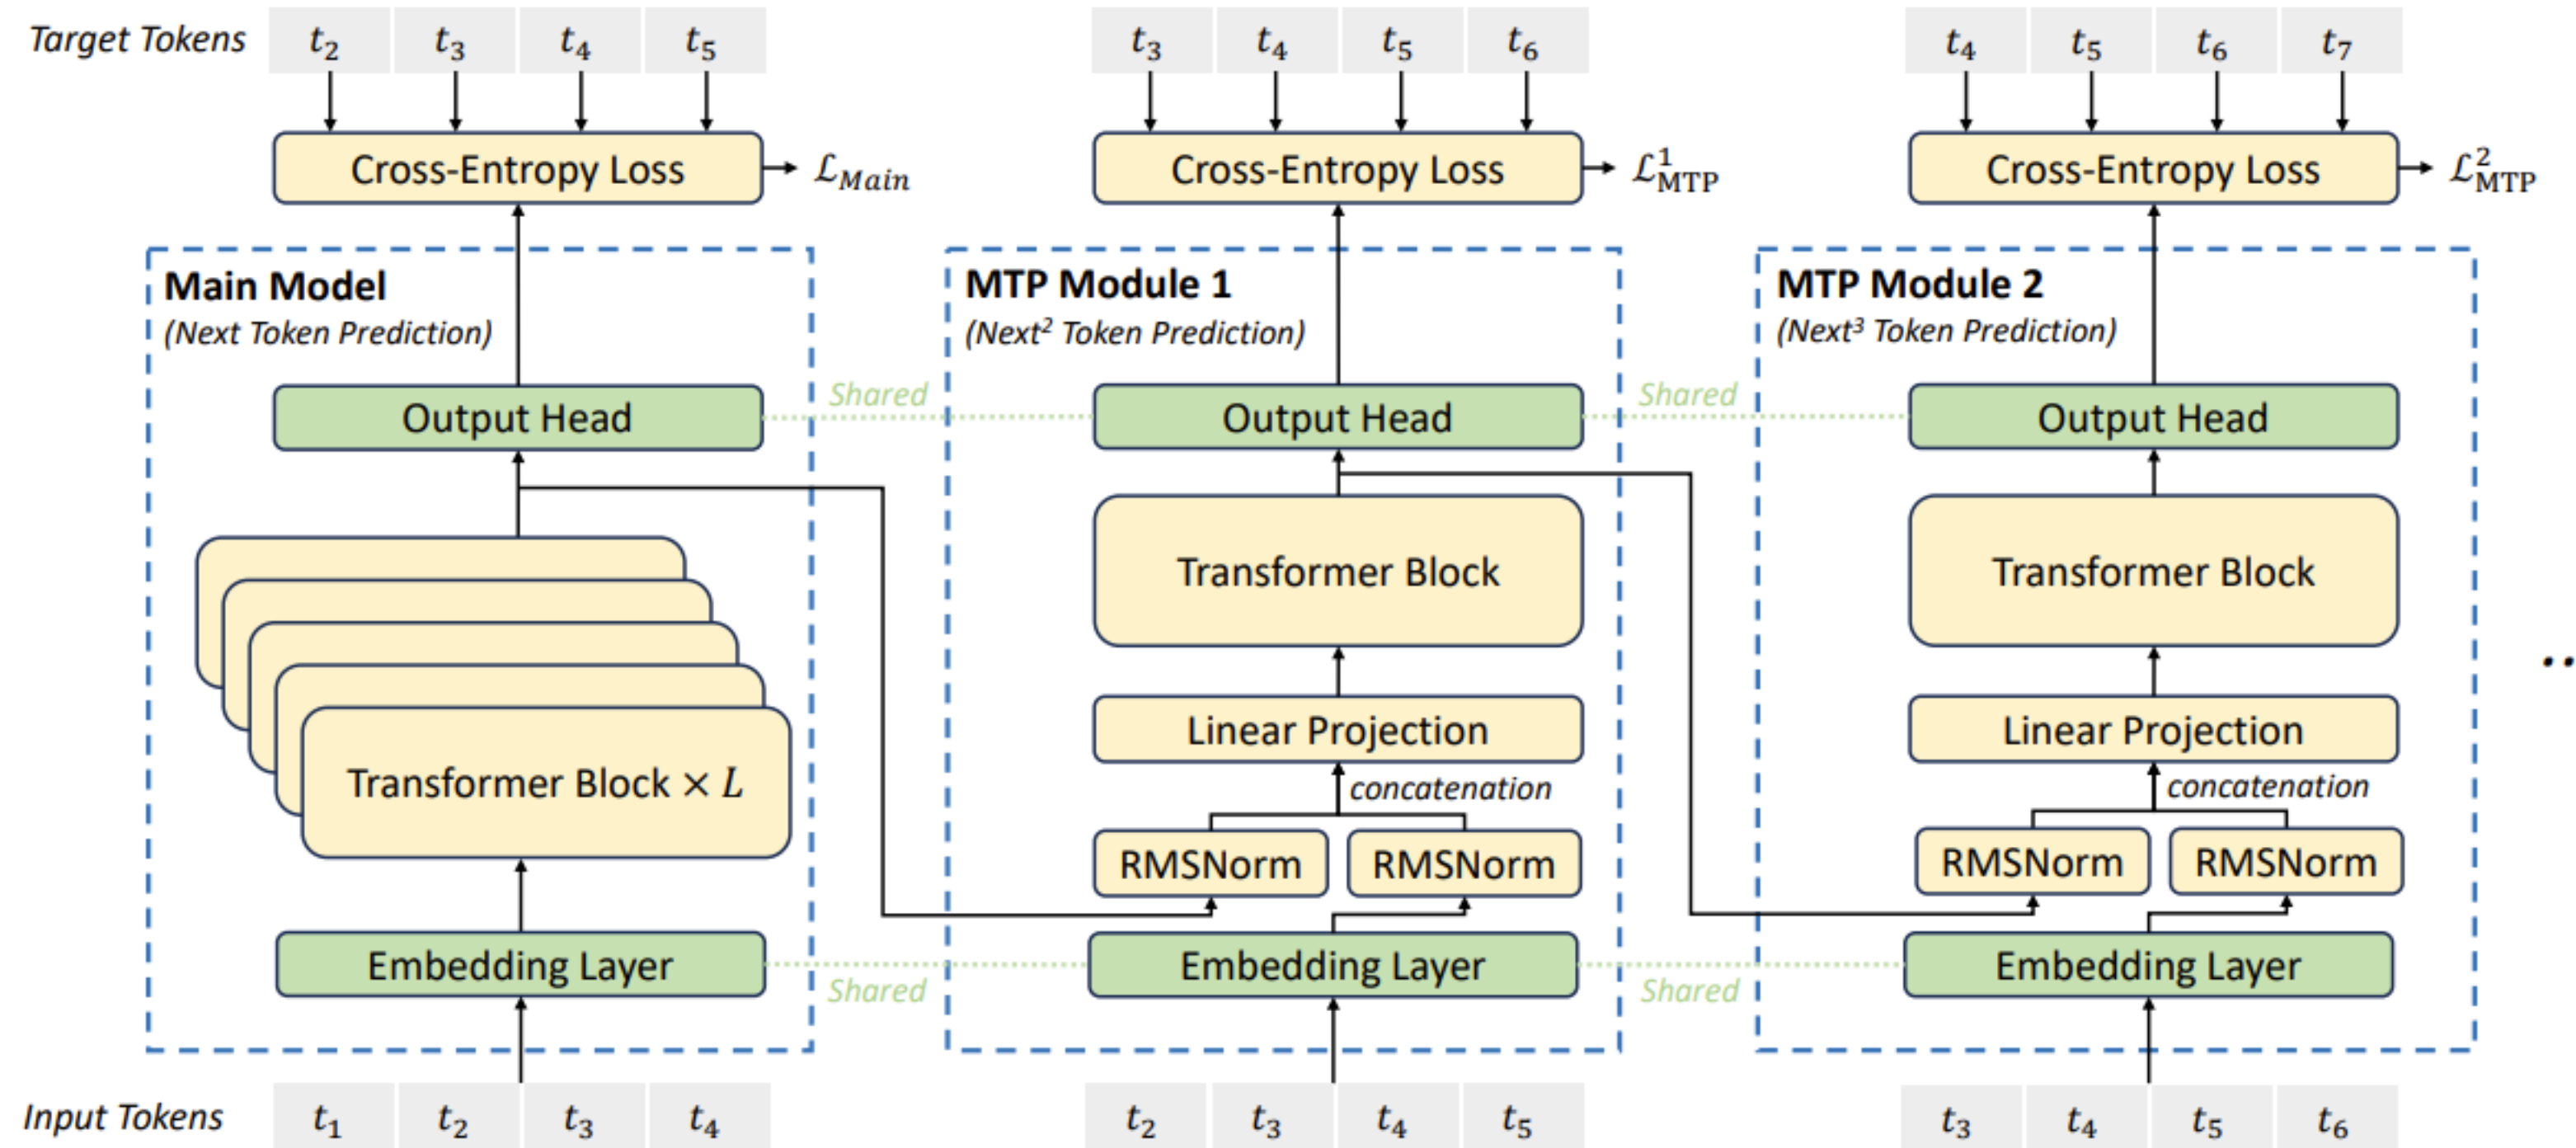 Target Tokens t₂ t₃ t₄ t₅ t₃ t₄ t₅ t₆ t₄ t₅ t₆ t₇
Cross-Entropy Loss ℒ_Main Cross-Entropy Loss ℒ¹_MTP Cross-Entropy Loss ℒ²_MTP
Main Model MTP Module 1 MTP Module 2
(Next Token Prediction) (Next² Token Prediction) (Next³ Token Prediction)
Shared Shared
Output Head Output Head Output Head
Transformer Block Transformer Block
Linear Projection Linear Projection
Transformer Block × L
concatenation concatenation
RMSNorm RMSNorm RMSNorm RMSNorm
Embedding Layer Embedding Layer Embedding Layer
Shared Shared
Input Tokens t₁ t₂ t₃ t₄ t₂ t₃ t₄ t₅ t₃ t₄ t₅ t₆